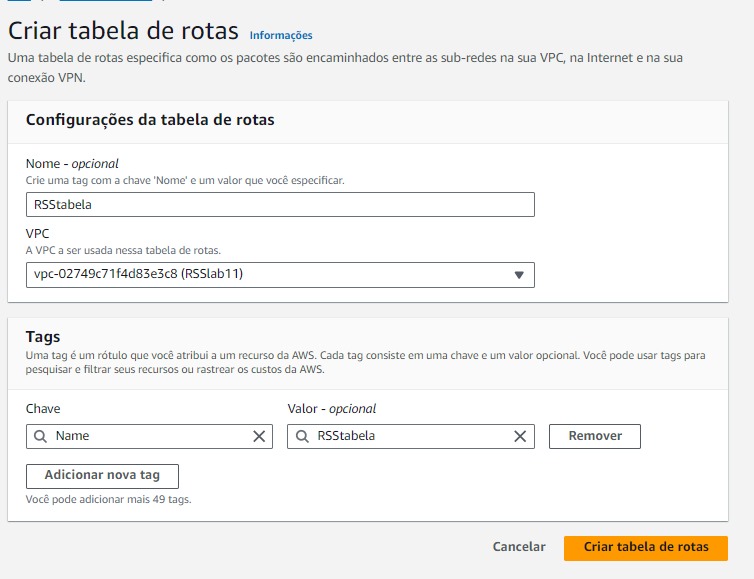 Criar tabela de rotas Informações
Uma tabela de rotas especifica como os pacotes são encaminhados entre as sub-redes na sua VPC, na Internet e na sua
conexão VPN.
Configurações da tabela de rotas
Nome - opcional
Crie uma tag com a chave 'Nome' e um valor que você especificar.
RSStabela
VPC
A VPC a ser usada nessa tabela de rotas.
vpc-02749c71f4d83e3c8 (RSSlab11)
Tags
Uma tag é um rótulo que você atribui a um recurso da AWS. Cada tag consiste em uma chave e um valor opcional. Você pode usar tags para
pesquisar e filtrar seus recursos ou rastrear os custos da AWS.
Chave Valor - opcional
Name RSStabela Remover
Adicionar nova tag
Você pode adicionar mais 49 tags.
Cancelar Criar tabela de rotas